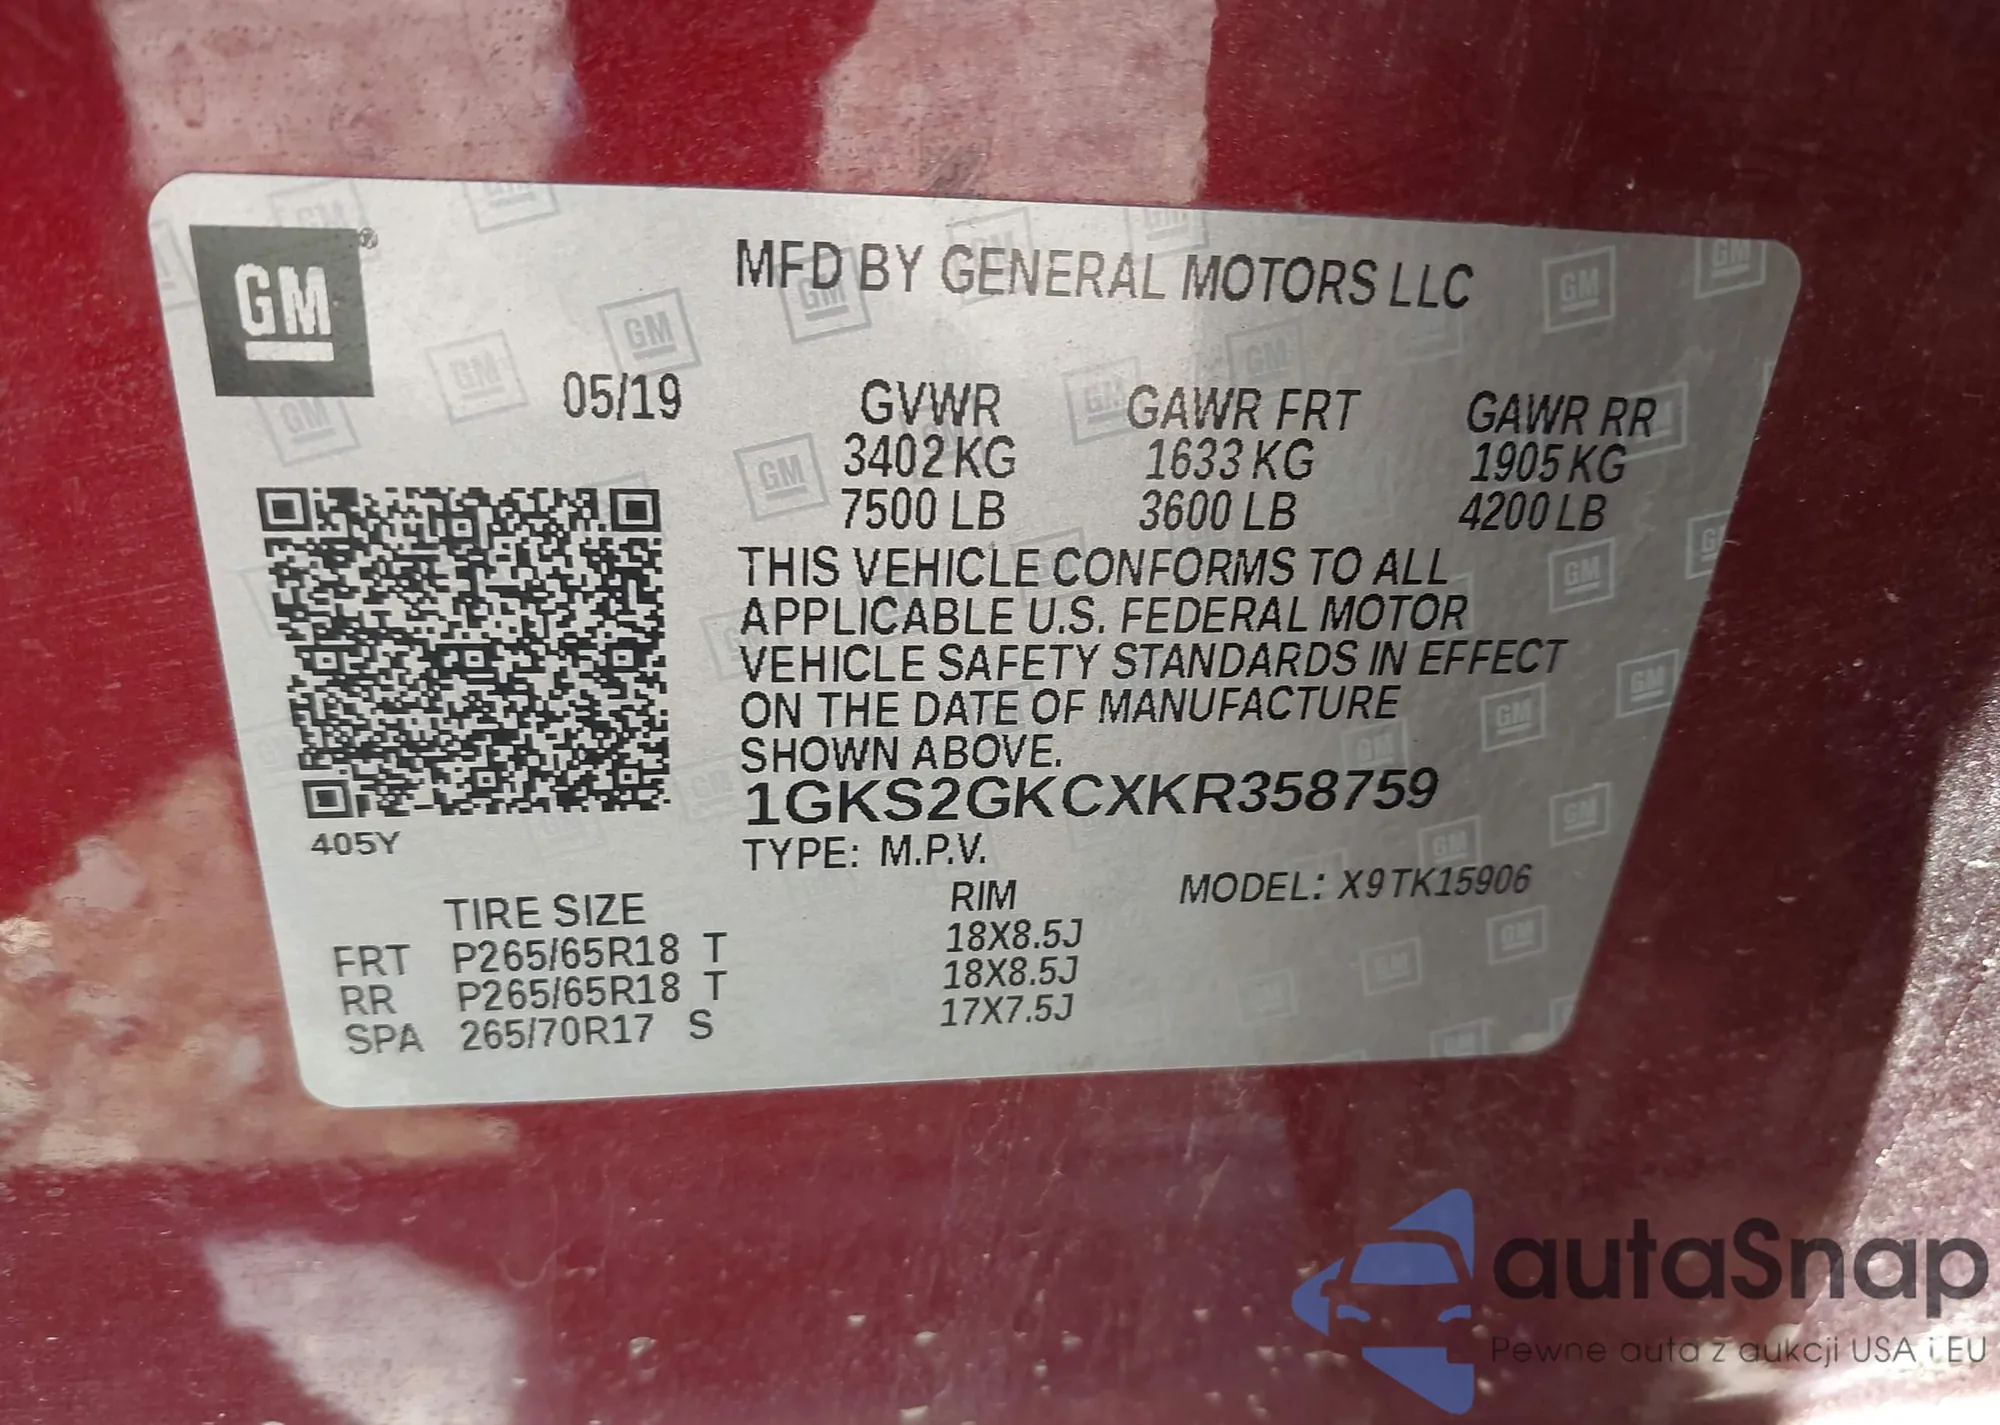 GM®
MFD BY GENERAL MOTORS LLC
05/19
GVWR GAWR FRT GAWR RR
3402 KG 1633 KG 1905 KG
7500 LB 3600 LB 4200 LB
THIS VEHICLE CONFORMS TO ALL
APPLICABLE U.S. FEDERAL MOTOR
VEHICLE SAFETY STANDARDS IN EFFECT
ON THE DATE OF MANUFACTURE
SHOWN ABOVE.
1GKS2GKCXKR358759
405Y
TYPE: M.P.V.
MODEL: X9TK15906
TIRE SIZE RIM
FRT P265/65R18 T 18X8.5J
RR P265/65R18 T 18X8.5J
SPA 265/70R17 S 17X7.5J
autaSnap
Pewne auta z aukcji USA i EU